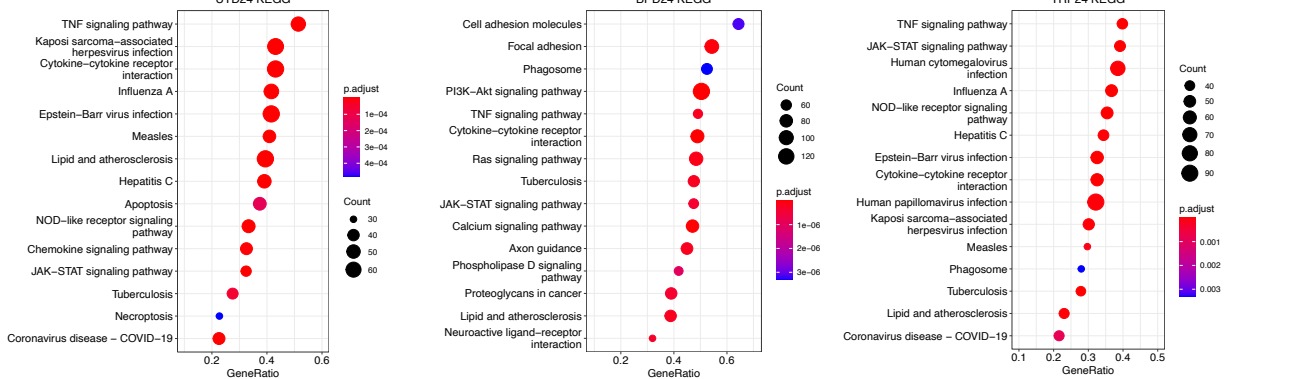 TNF signaling pathway
Kaposi sarcoma−associated
herpesvirus infection
Cytokine−cytokine receptor
interaction
Influenza A
Epstein−Barr virus infection
Measles
Lipid and atherosclerosis
Hepatitis C
Apoptosis
NOD−like receptor signaling
pathway
Chemokine signaling pathway
JAK−STAT signaling pathway
Tuberculosis
Necroptosis
Coronavirus disease − COVID−19
0.2 0.4 0.6
GeneRatio
p.adjust
1e−04
2e−04
3e−04
4e−04
Count
30
40
50
60
Cell adhesion molecules
Focal adhesion
Phagosome
PI3K−Akt signaling pathway
TNF signaling pathway
Cytokine−cytokine receptor
interaction
Ras signaling pathway
Tuberculosis
JAK−STAT signaling pathway
Calcium signaling pathway
Axon guidance
Phospholipase D signaling
pathway
Proteoglycans in cancer
Lipid and atherosclerosis
Neuroactive ligand−receptor
interaction
0.2 0.4 0.6
GeneRatio
Count
60
80
100
120
p.adjust
1e−06
2e−06
3e−06
TNF signaling pathway
JAK−STAT signaling pathway
Human cytomegalovirus
infection
Influenza A
NOD−like receptor signaling
pathway
Hepatitis C
Epstein−Barr virus infection
Cytokine−cytokine receptor
interaction
Human papillomavirus infection
Kaposi sarcoma−associated
herpesvirus infection
Measles
Phagosome
Tuberculosis
Lipid and atherosclerosis
Coronavirus disease − COVID−19
0.1 0.2 0.3 0.4 0.5
GeneRatio
Count
40
50
60
70
80
90
p.adjust
0.001
0.002
0.003